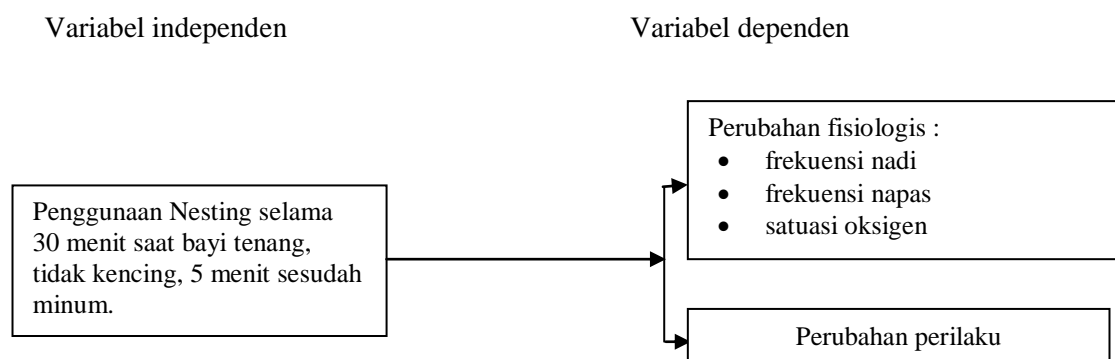 Variabel independen
Variabel dependen
Penggunaan Nesting selama
30 menit saat bayi tenang,
tidak kencing, 5 menit sesudah
minum.
Perubahan fisiologis :
• frekuensi nadi
• frekuensi napas
• satuasi oksigen
Perubahan perilaku